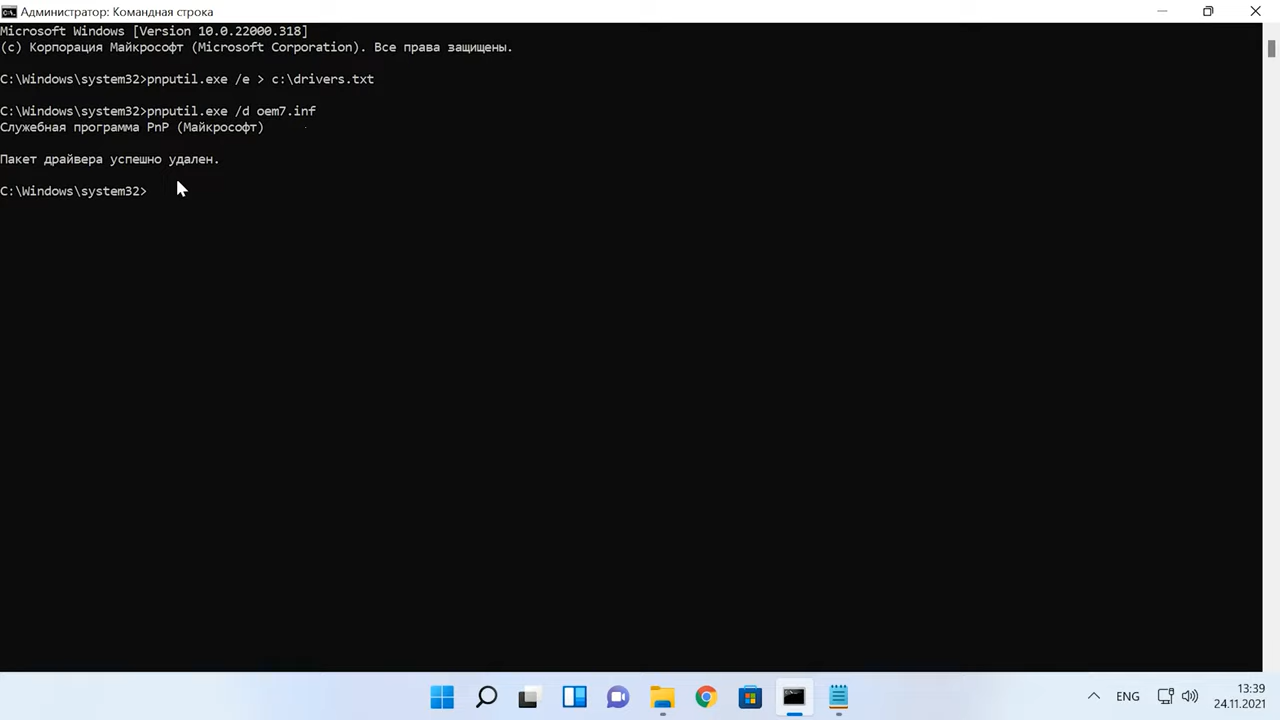 Администратор: Командная строка
Microsoft Windows [Version 10.0.22000.318]
(c) Корпорация Майкрософт (Microsoft Corporation). Все права защищены.
C:\Windows\system32>pnputil.exe /e > c:\drivers.txt
C:\Windows\system32>pnputil.exe /d oem7.inf
Служебная программа PnP (Майкрософт)
Пакет драйвера успешно удален.
C:\Windows\system32>
ENG
13:39
24.11.2021